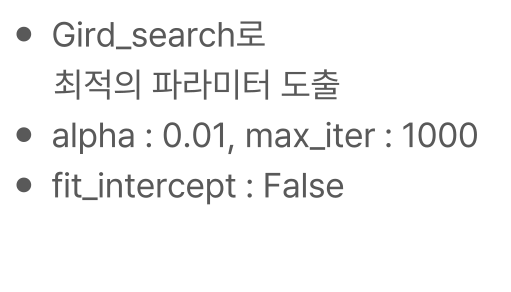 • Gird_search로
최적의 파라미터 도출
• alpha : 0.01, max_iter : 1000
• fit_intercept : False